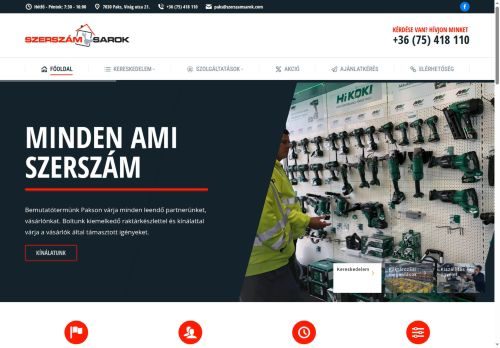 Hétfő - Péntek: 7:30 - 16:00
7030 Paks, Virág utca 21.
+36 (75) 418 110
paks@szerszamsarok.com
SZERSZÁM SAROK
KÉRDÉSE VAN? HÍVJON MINKET
+36 (75) 418 110
FŐOLDAL
KERESKEDELEM
SZOLGÁLTATÁSOK
AKCIÓ
AJÁNLATKÉRÉS
ELÉRHETŐSÉG
HiKOKI
MINDEN AMI
SZERSZÁM
Bemutatótermünk Pakson várja minden leendő partnerünket,
vásárlónkat. Boltunk kiemelkedő raktárkészlettel és kínálattal
várja a vásárlók által támasztott igényeket.
KÍNÁLATUNK
Kereskedelem